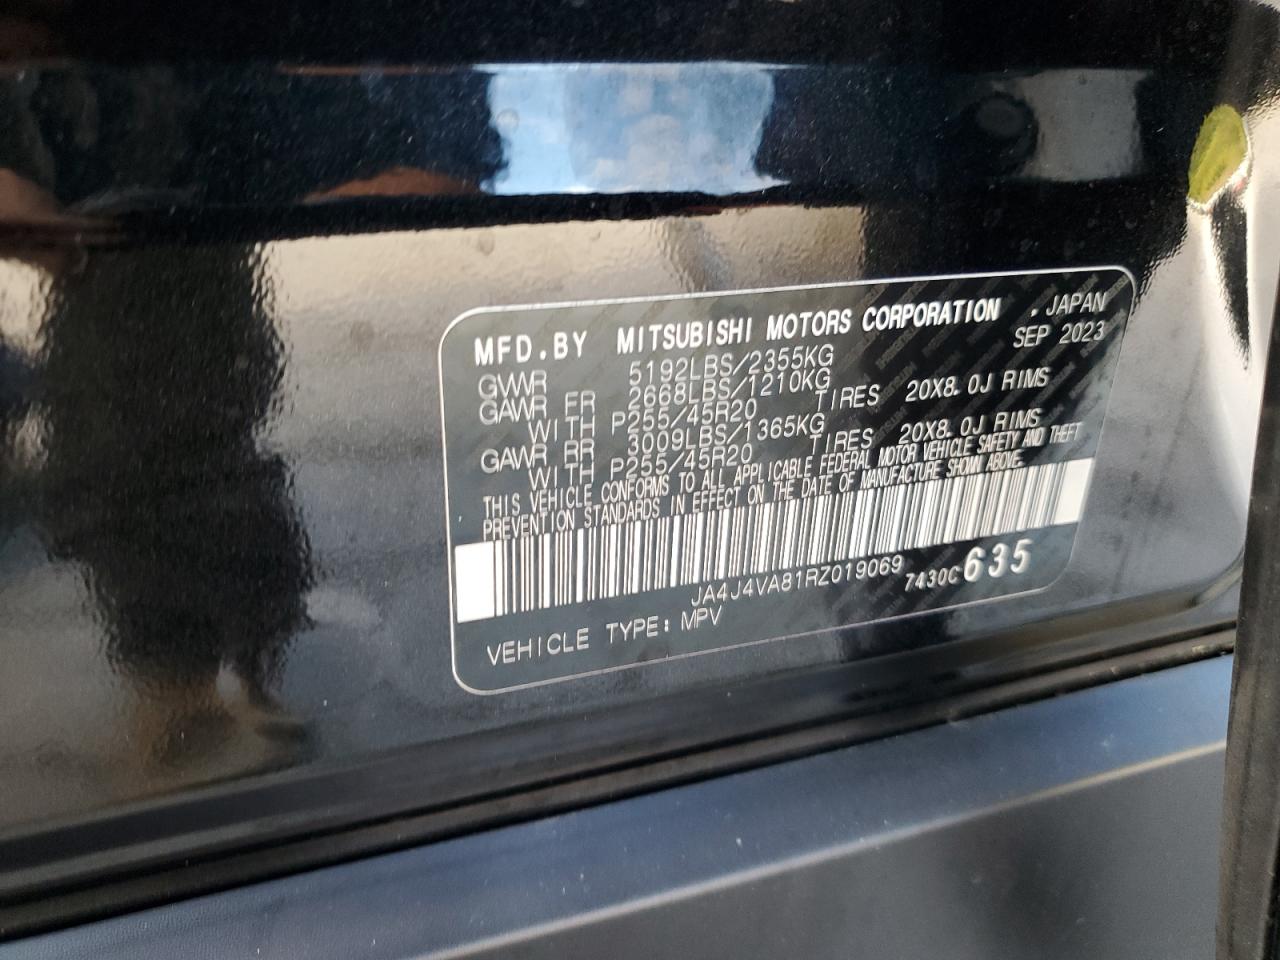 MFD.BY MITSUBISHI MOTORS CORPORATION . JAPAN
SEP 2023
GVWR 5192LBS/2355KG
GAWR FR 2668LBS/1210KG
WITH P255/45R20 TIRES 20X8.0J RIMS
GAWR RR 3009LBS/1365KG
WITH P255/45R20 TIRES 20X8.0J RIMS
THIS VEHICLE CONFORMS TO ALL APPLICABLE FEDERAL MOTOR VEHICLE SAFETY AND THEFT
PREVENTION STANDARDS IN EFFECT ON THE DATE OF MANUFACTURE SHOWN ABOVE.
JA4J4VA81RZ019069
7430C635
VEHICLE TYPE: MPV